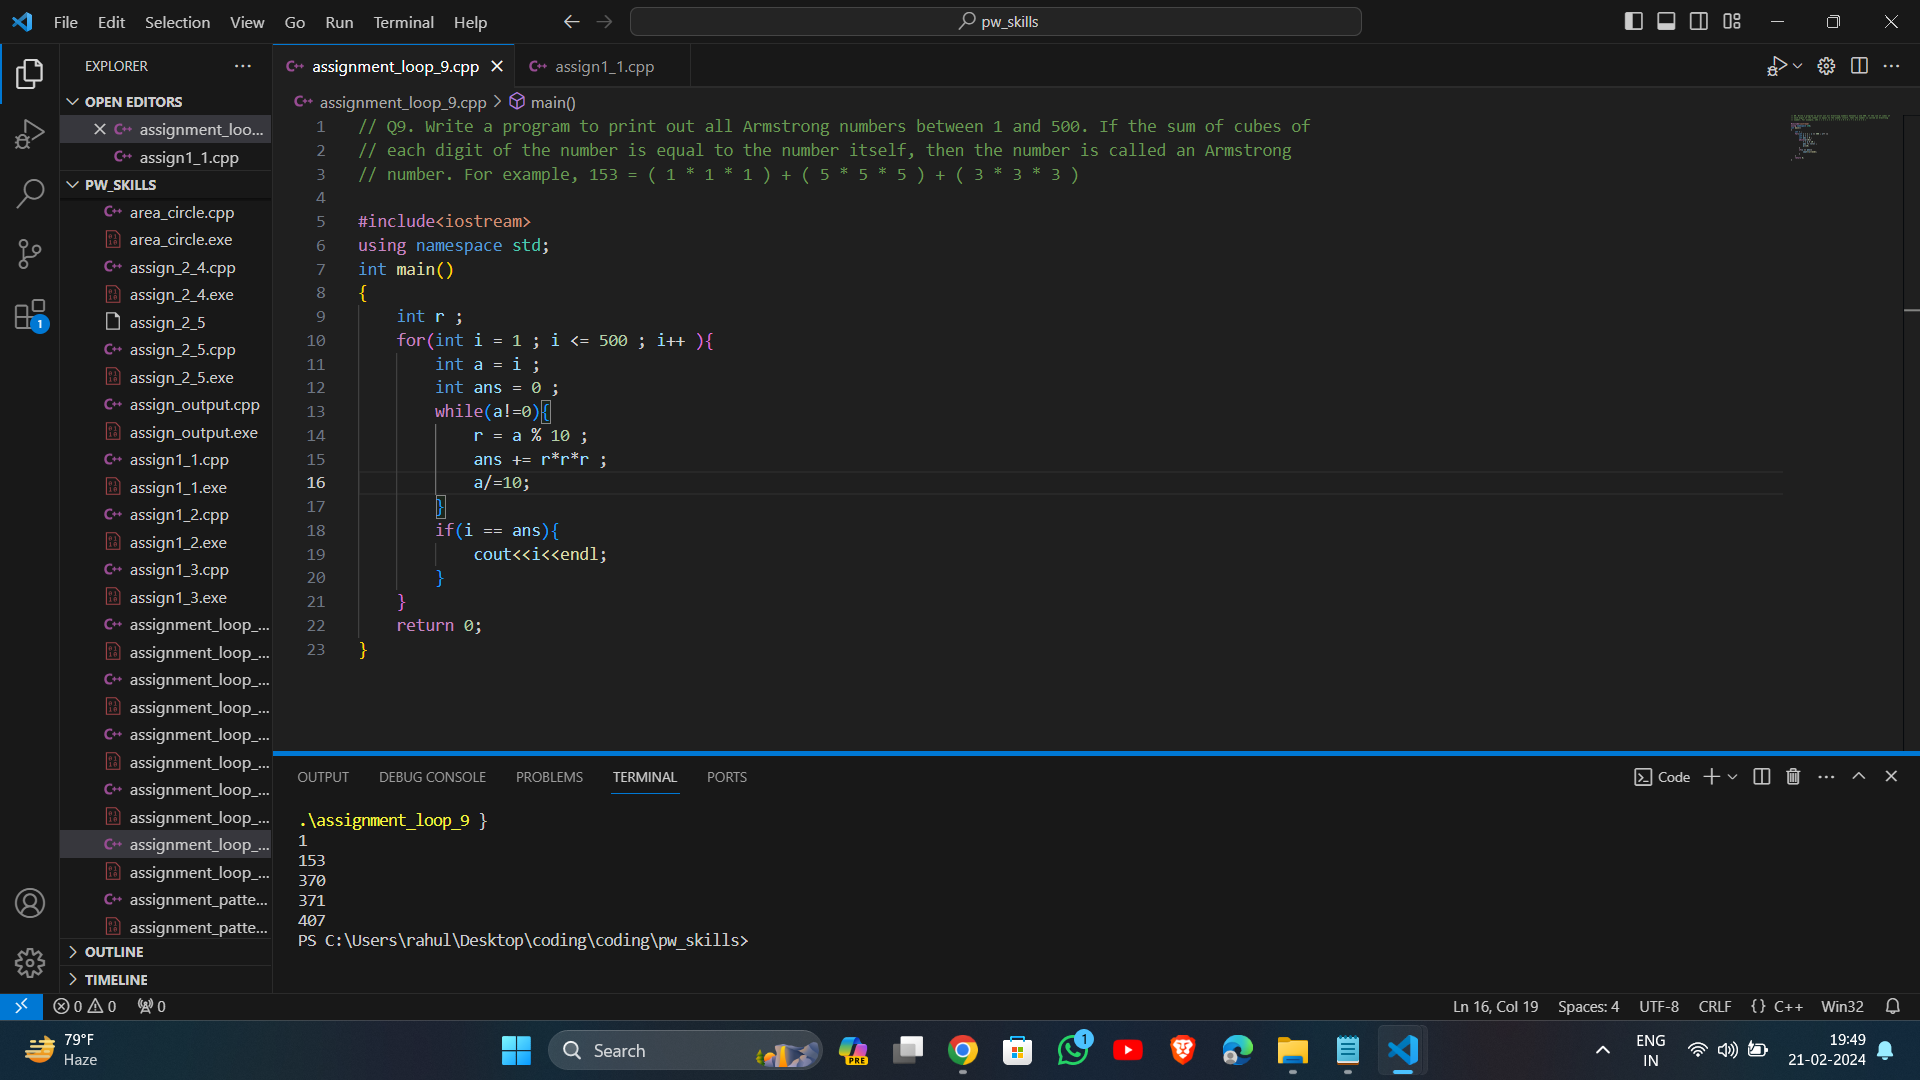 File Edit Selection View Go Run Terminal Help
pw_skills
EXPLORER
OPEN EDITORS
assignment_loo...
assign1_1.cpp
PW_SKILLS
area_circle.cpp
area_circle.exe
assign_2_4.cpp
assign_2_4.exe
assign_2_5
assign_2_5.cpp
assign_2_5.exe
assign_output.cpp
assign_output.exe
assign1_1.cpp
assign1_1.exe
assign1_2.cpp
assign1_2.exe
assign1_3.cpp
assign1_3.exe
assignment_loop_...
assignment_loop_...
assignment_loop_...
assignment_loop_...
assignment_loop_...
assignment_loop_...
assignment_loop_...
assignment_loop_...
assignment_loop_...
assignment_loop_...
assignment_patte...
assignment_patte...
OUTLINE
TIMELINE
1
assignment_loop_9.cpp assign1_1.cpp
assignment_loop_9.cpp > main()
1 // Q9. Write a program to print out all Armstrong numbers between 1 and 500. If the sum of cubes of
2 // each digit of the number is equal to the number itself, then the number is called an Armstrong
3 // number. For example, 153 = ( 1 * 1 * 1 ) + ( 5 * 5 * 5 ) + ( 3 * 3 * 3 )
4
5 #include<iostream>
6 using namespace std;
7 int main()
8 {
9 int r ;
10 for(int i = 1 ; i <= 500 ; i++ ){
11 int a = i ;
12 int ans = 0 ;
13 while(a!=0){
14 r = a % 10 ;
15 ans += r*r*r ;
16 a/=10;
17 }
18 if(i == ans){
19 cout<<i<<endl;
20 }
21 }
22 return 0;
23 }
OUTPUT DEBUG CONSOLE PROBLEMS TERMINAL PORTS
Code
.\assignment_loop_9 }
1
153
370
371
407
PS C:\Users\rahul\Desktop\coding\coding\pw_skills>
0 0 0
Ln 16, Col 19 Spaces: 4 UTF-8 CRLF {} C++ Win32
79°F
Haze
Search
PRE
1
ENG
IN
19:49
21-02-2024